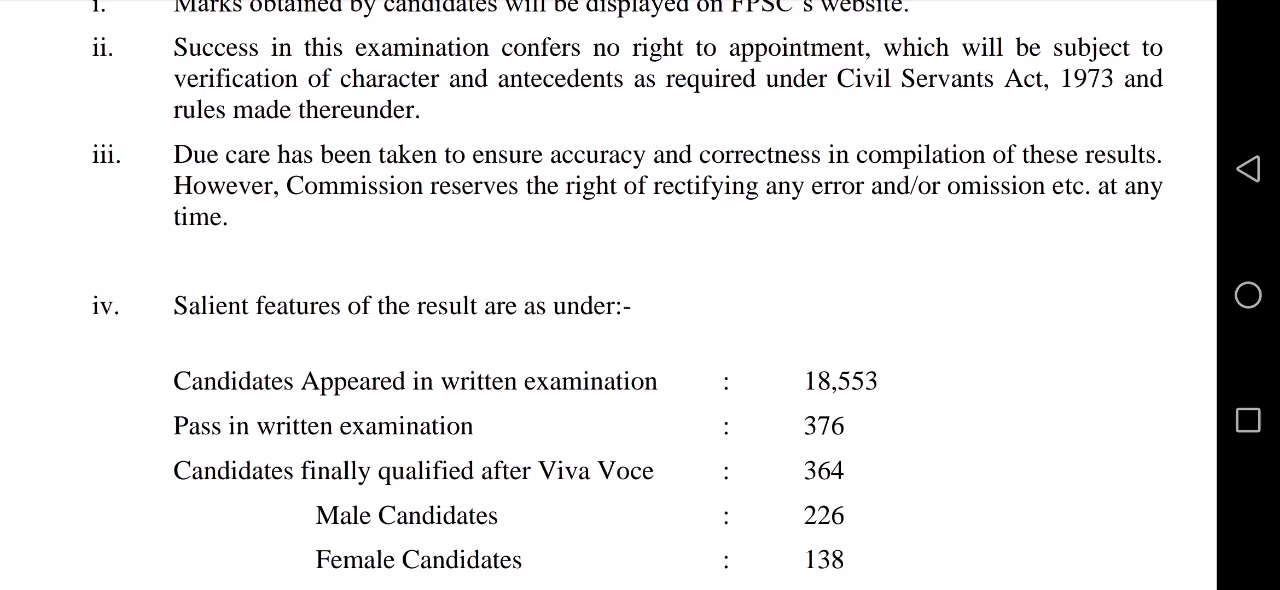 i. Marks obtained by candidates will be displayed on FPSC's website.
ii. Success in this examination confers no right to appointment, which will be subject to
verification of character and antecedents as required under Civil Servants Act, 1973 and
rules made thereunder.
iii. Due care has been taken to ensure accuracy and correctness in compilation of these results.
However, Commission reserves the right of rectifying any error and/or omission etc. at any
time.
iv. Salient features of the result are as under:-
Candidates Appeared in written examination : 18,553
Pass in written examination : 376
Candidates finally qualified after Viva Voce : 364
Male Candidates : 226
Female Candidates : 138